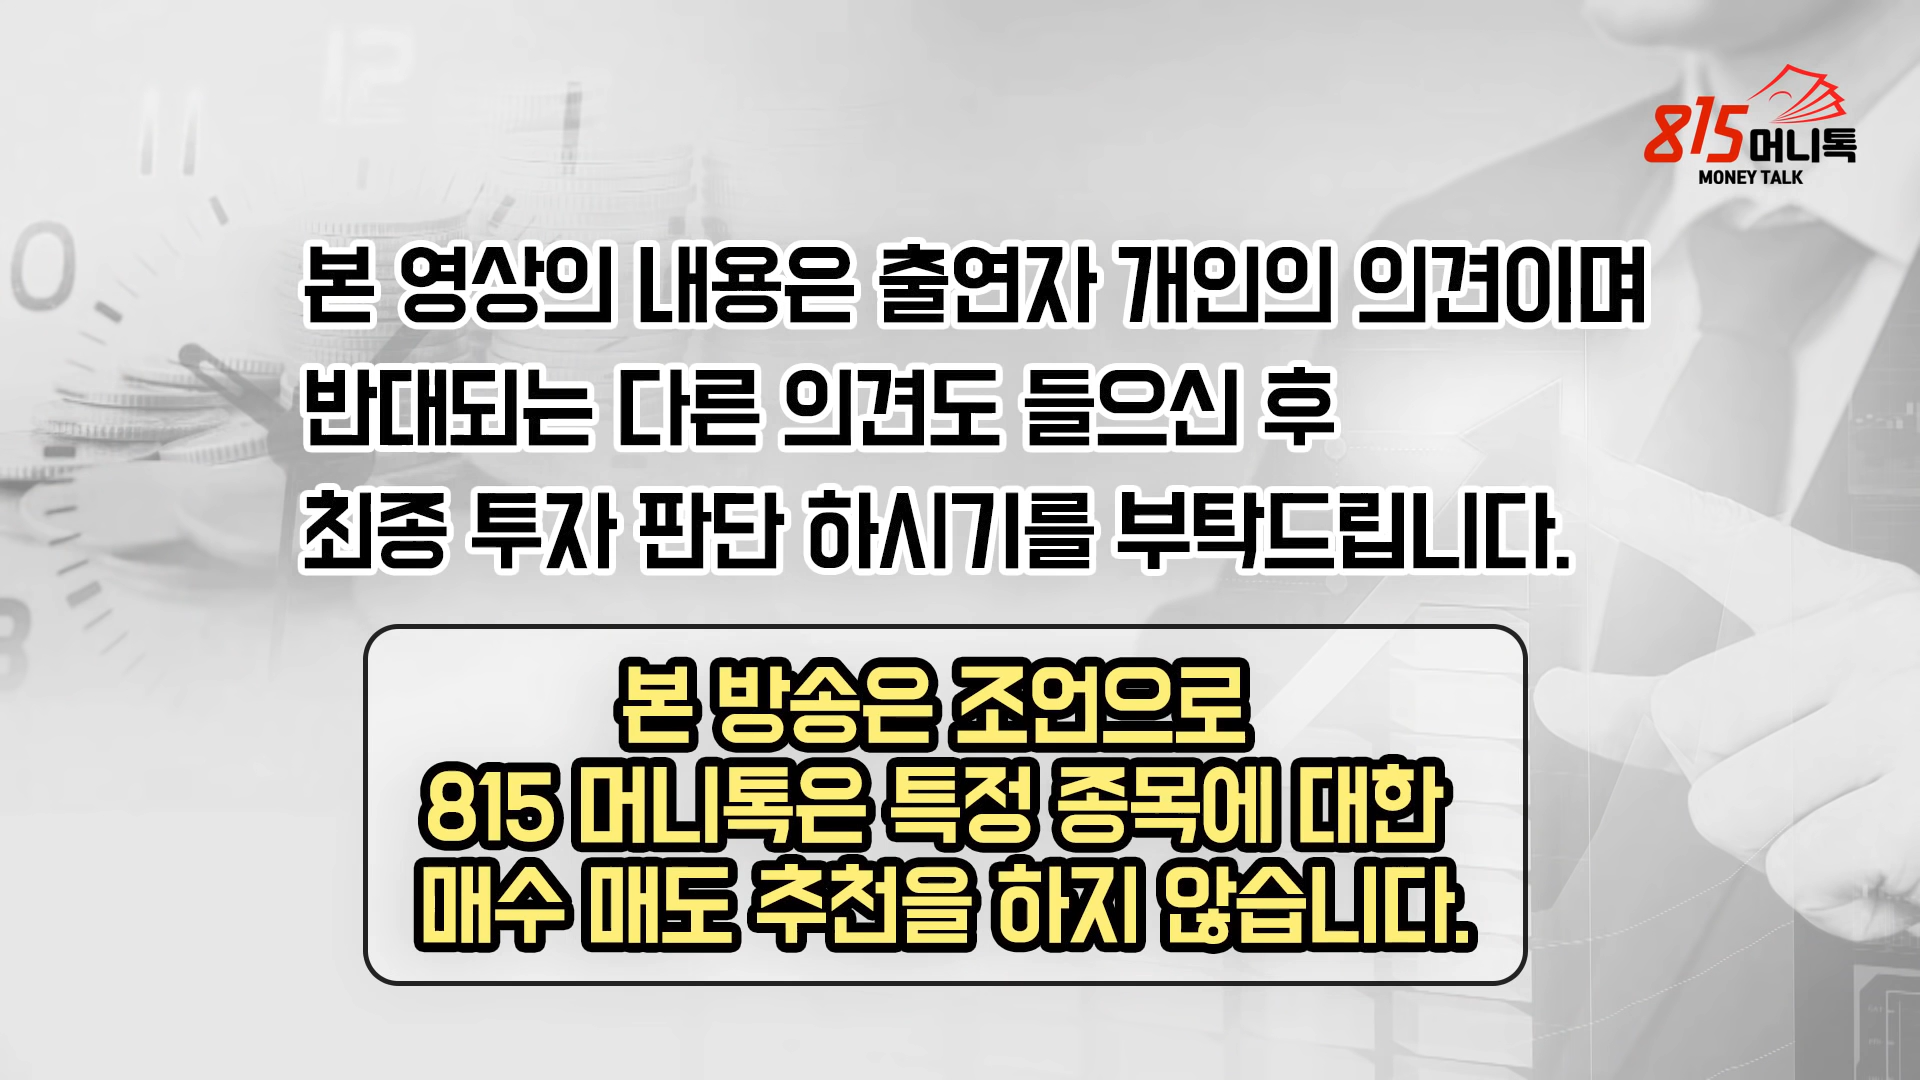 815 머니톡
MONEY TALK
본 영상의 내용은 출연자 개인의 의견이며
반대되는 다른 의견도 들으신 후
최종 투자 판단 하시기를 부탁드립니다.
본 방송은 조언으로
815 머니톡은 특정 종목에 대한
매수 매도 추천을 하지 않습니다.
12
11
1
10
8